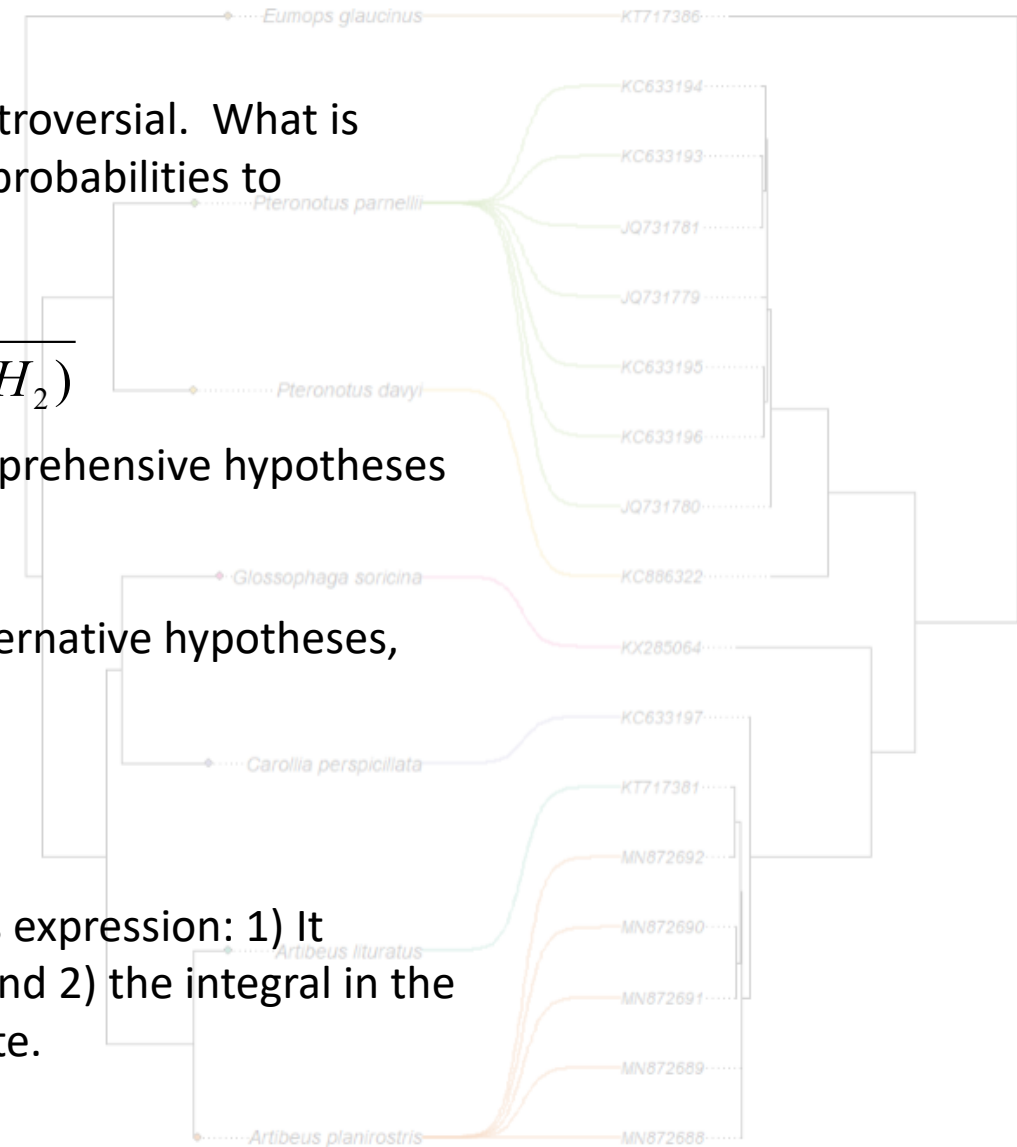 Eumops glaucinus KT717386
KC633194
troversial. What is
KC633193
probabilities to
Pteronotus parnellii
JQ731781
JQ731779
H₂)
KC633195
Pteronotus davyi
KC633196
prehensive hypotheses
JQ731780
Glossophaga soricina KC886322
ernative hypotheses,
KX285064
KC633197
Carollia perspicillata
KT717381
MN872692
s expression: 1) It
MN872690
Artibeus lituratus
nd 2) the integral in the
MN872691
te.
MN872689
Artibeus planirostris MN872688